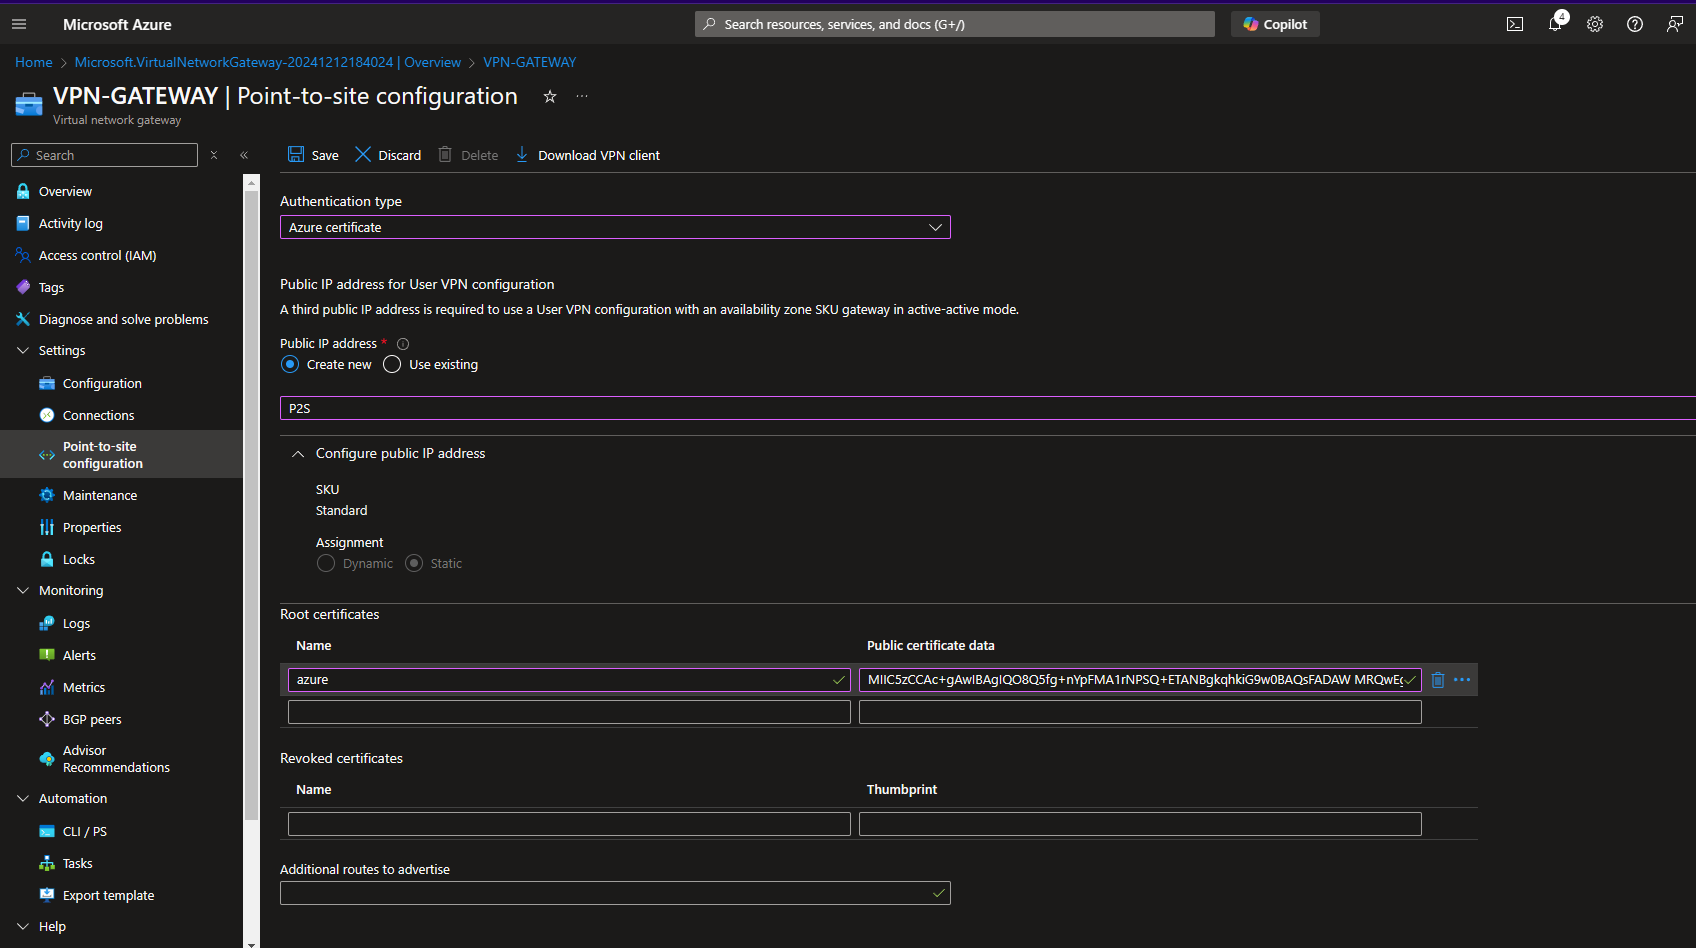 Microsoft Azure
Search resources, services, and docs (G+/)
Copilot
4
Home > Microsoft.VirtualNetworkGateway-20241212184024 | Overview > VPN-GATEWAY
VPN-GATEWAY | Point-to-site configuration
Virtual network gateway
Search
Save
Discard
Delete
Download VPN client
Overview
Activity log
Access control (IAM)
Tags
Diagnose and solve problems
Settings
Configuration
Connections
Point-to-site
configuration
Maintenance
Properties
Locks
Monitoring
Logs
Alerts
Metrics
BGP peers
Advisor
Recommendations
Automation
CLI / PS
Tasks
Export template
Help
Authentication type
Azure certificate
Public IP address for User VPN configuration
A third public IP address is required to use a User VPN configuration with an availability zone SKU gateway in active-active mode.
Public IP address *
Create new
Use existing
P2S
Configure public IP address
SKU
Standard
Assignment
Dynamic
Static
Root certificates
Name
Public certificate data
azure
MIIC5zCCAc+gAwIBAgIQO8Q5fg+nYpFMA1rNPSQ+ETANBgkqhkiG9w0BAQsFADAW MRQwEg
Revoked certificates
Name
Thumbprint
Additional routes to advertise